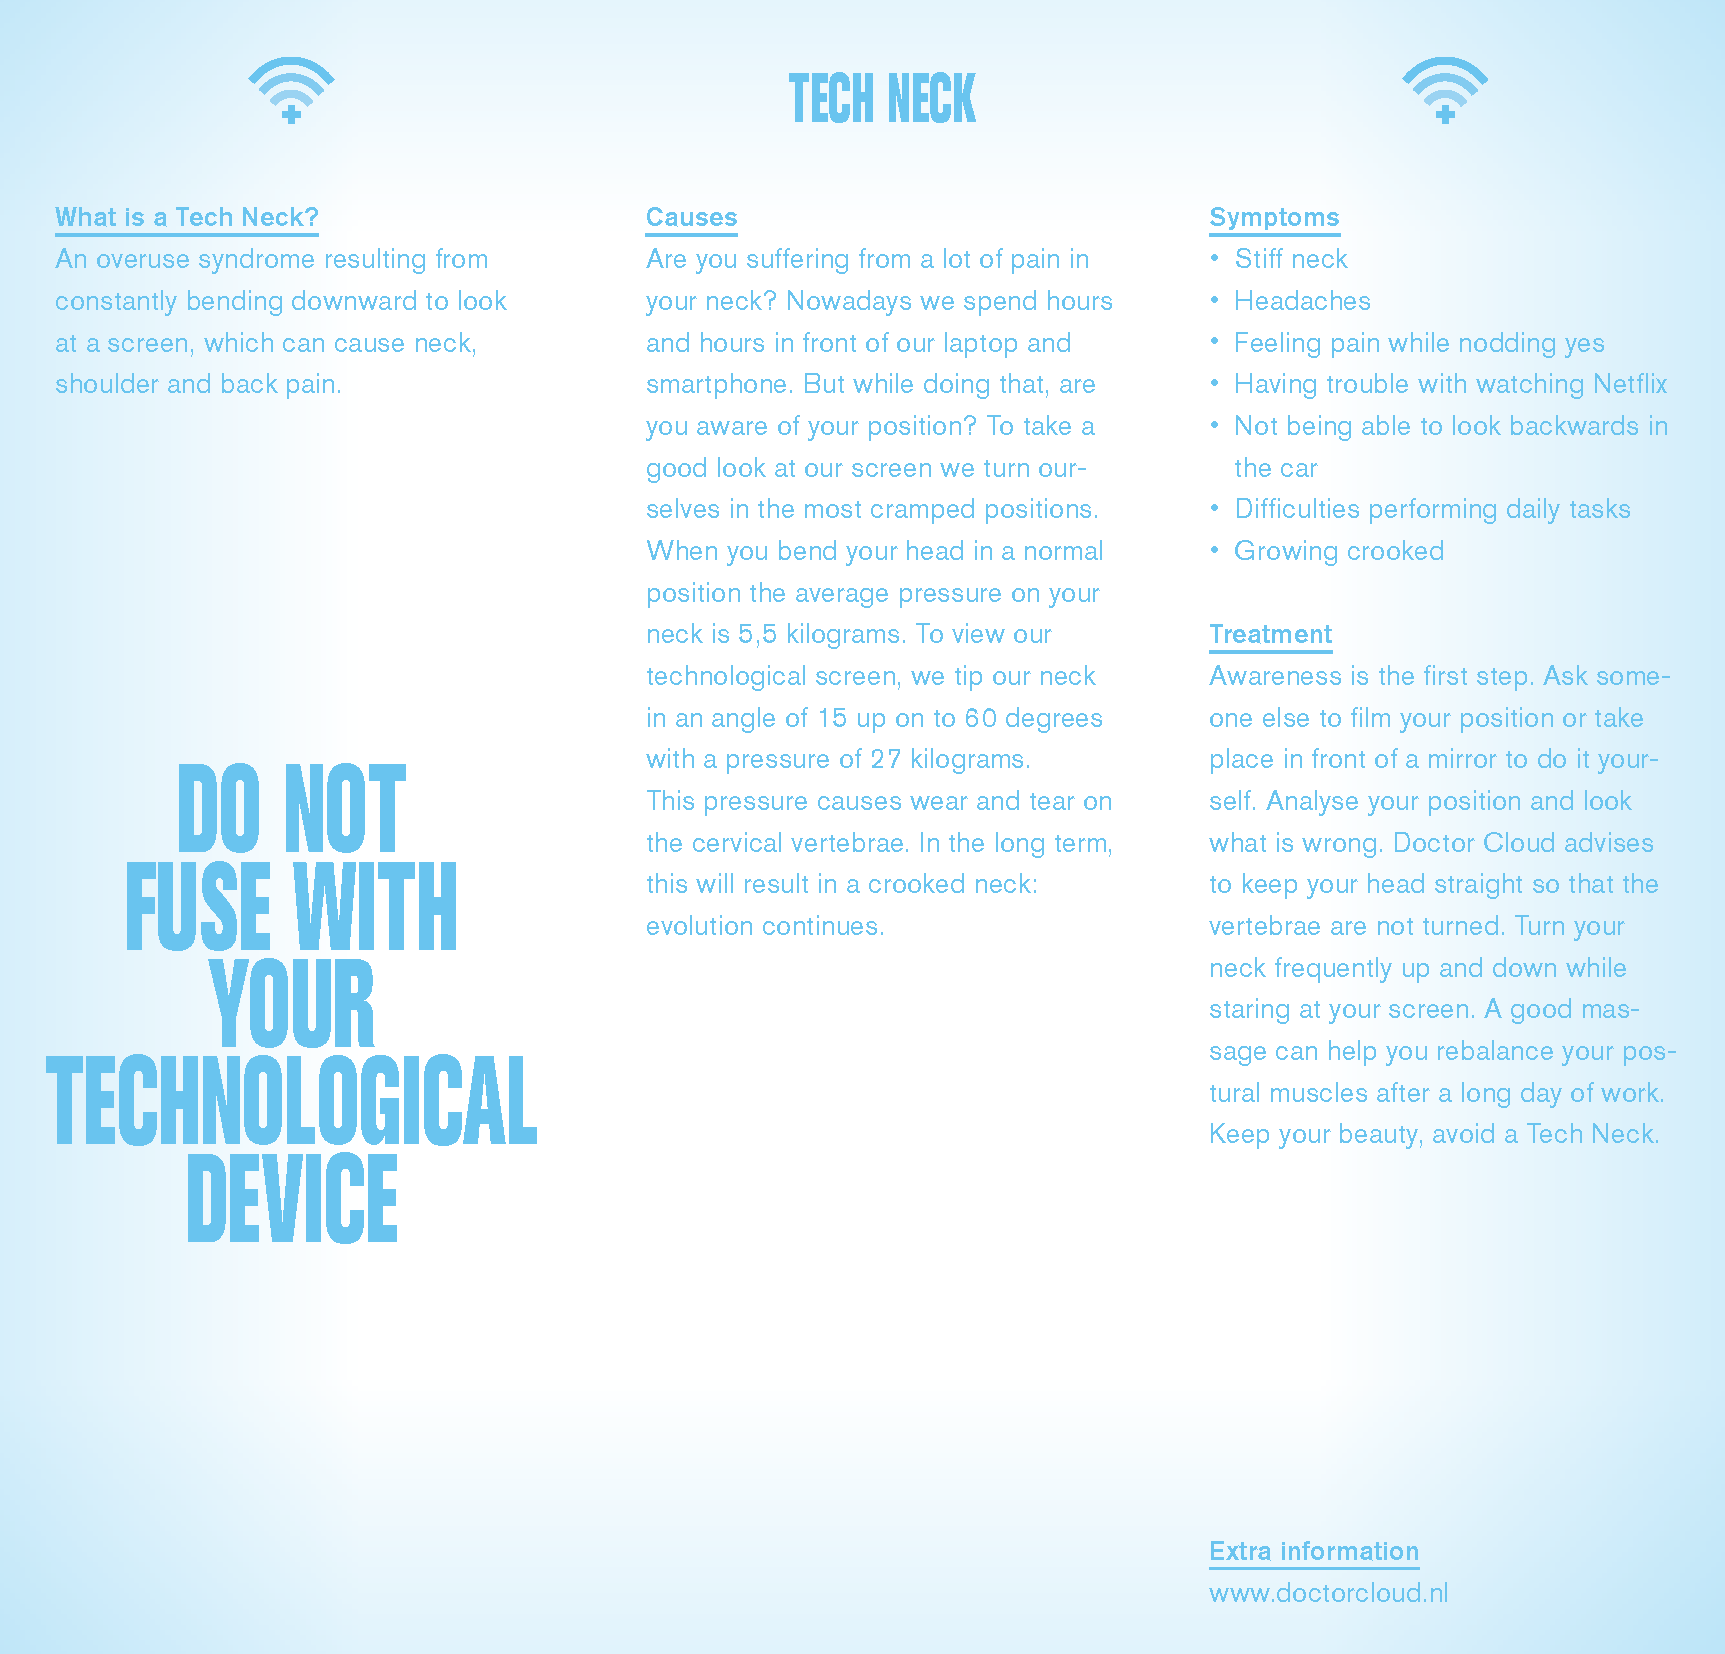 TECH NECK
What is a Tech Neck?
An overuse syndrome resulting from
constantly bending downward to look
at a screen, which can cause neck,
shoulder and back pain.
DO NOT
FUSE WITH
YOUR
TECHNOLOGICAL
DEVICE
Causes
Are you suffering from a lot of pain in
your neck? Nowadays we spend hours
and hours in front of our laptop and
smartphone. But while doing that, are
you aware of your position? To take a
good look at our screen we turn our-
selves in the most cramped positions.
When you bend your head in a normal
position the average pressure on your
neck is 5,5 kilograms. To view our
technological screen, we tip our neck
in an angle of 15 up on to 60 degrees
with a pressure of 27 kilograms.
This pressure causes wear and tear on
the cervical vertebrae. In the long term,
this will result in a crooked neck:
evolution continues.
Symptoms
• Stiff neck
• Headaches
• Feeling pain while nodding yes
• Having trouble with watching Netflix
• Not being able to look backwards in
the car
• Difficulties performing daily tasks
• Growing crooked
Treatment
Awareness is the first step. Ask some-
one else to film your position or take
place in front of a mirror to do it your-
self. Analyse your position and look
what is wrong. Doctor Cloud advises
to keep your head straight so that the
vertebrae are not turned. Turn your
neck frequently up and down while
staring at your screen. A good mas-
sage can help you rebalance your pos-
tural muscles after a long day of work.
Keep your beauty, avoid a Tech Neck.
Extra information
www.doctorcloud.nl